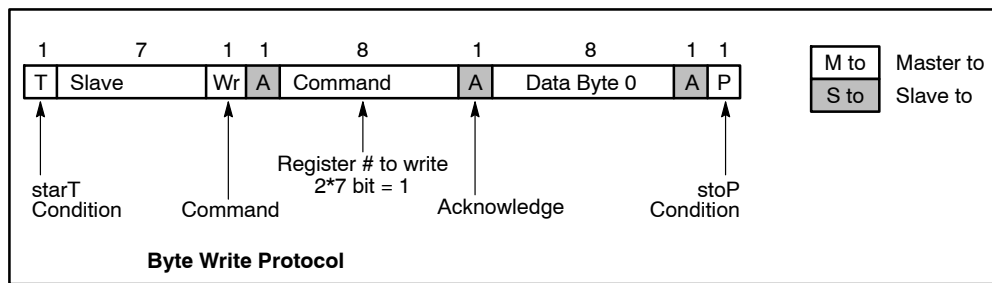 1 7 1 1 8 1 8 1 1
T Slave Wr A Command A Data Byte 0 A P
M to Master to
S to Slave to
Register # to write
2*7 bit = 1
starT
Condition
Command
Acknowledge
stoP
Condition
Byte Write Protocol